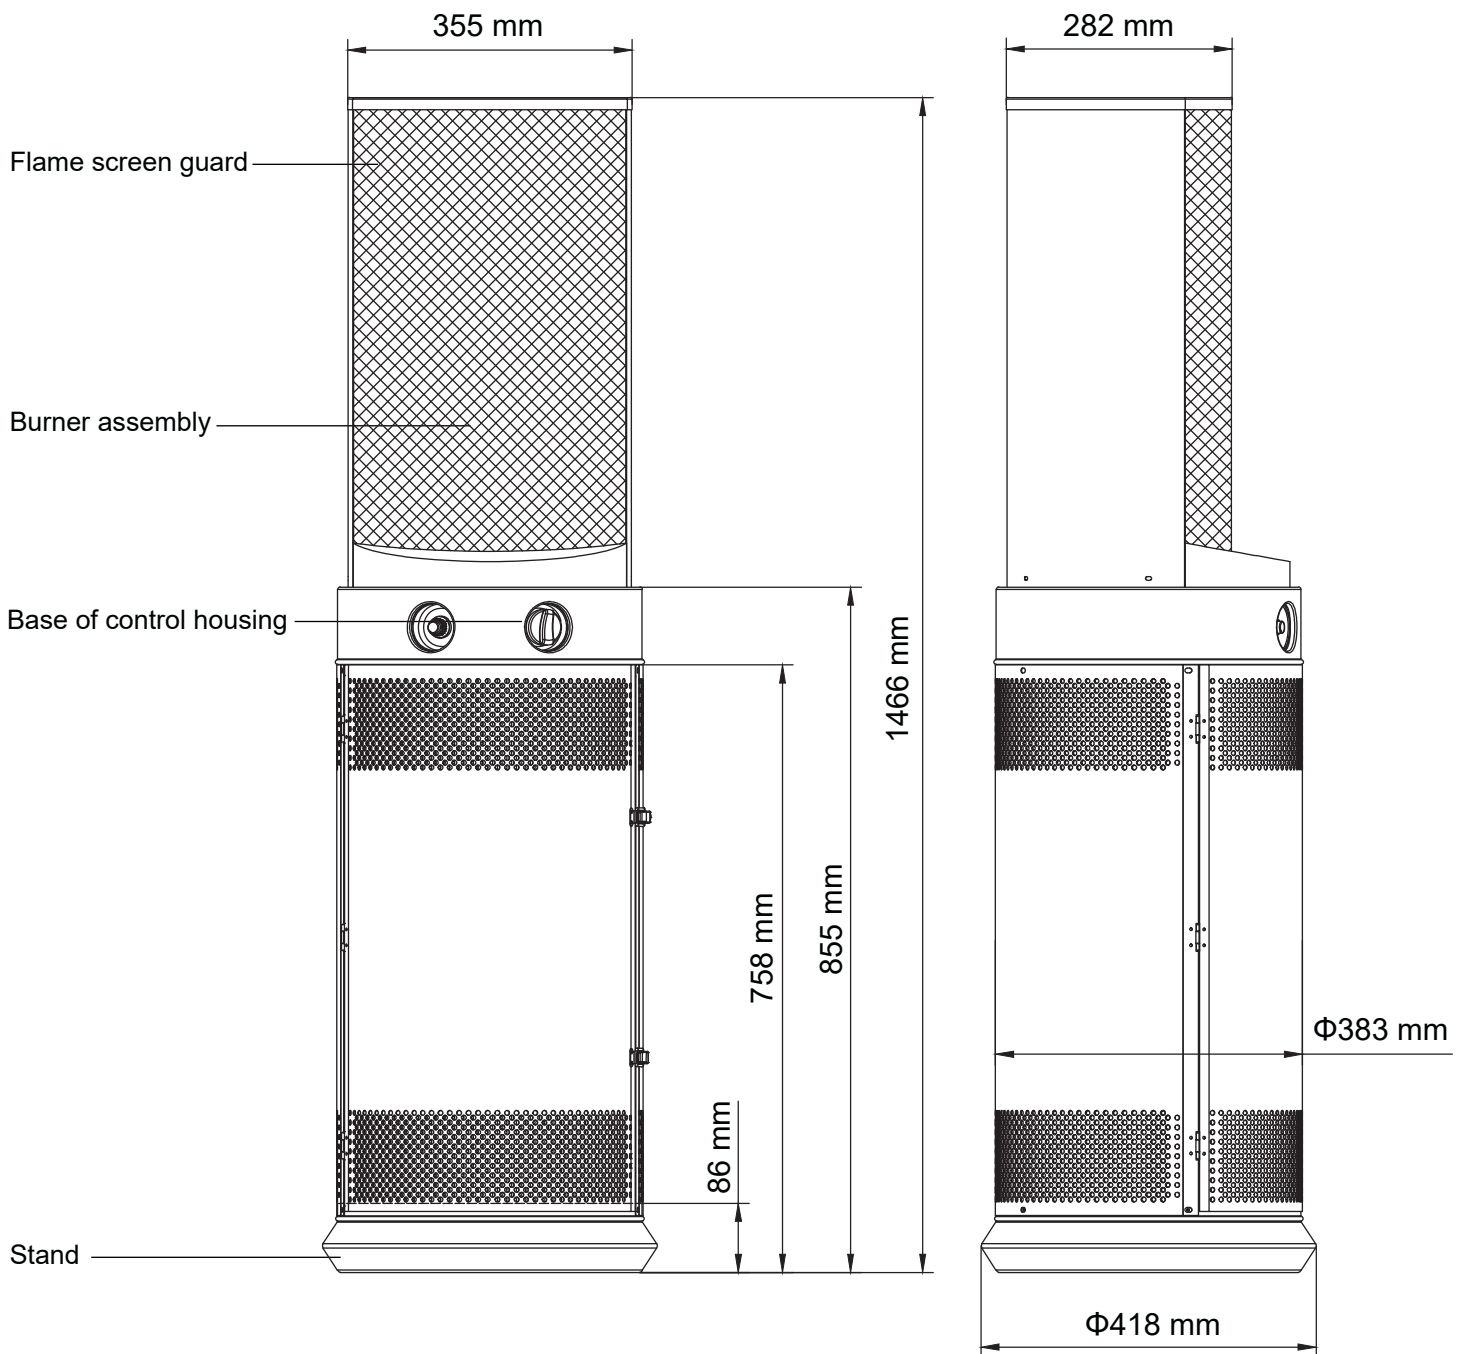 355 mm
282 mm
Flame screen guard
Burner assembly
Base of control housing
1466 mm
855 mm
758 mm
Φ383 mm
86 mm
Stand
Φ418 mm